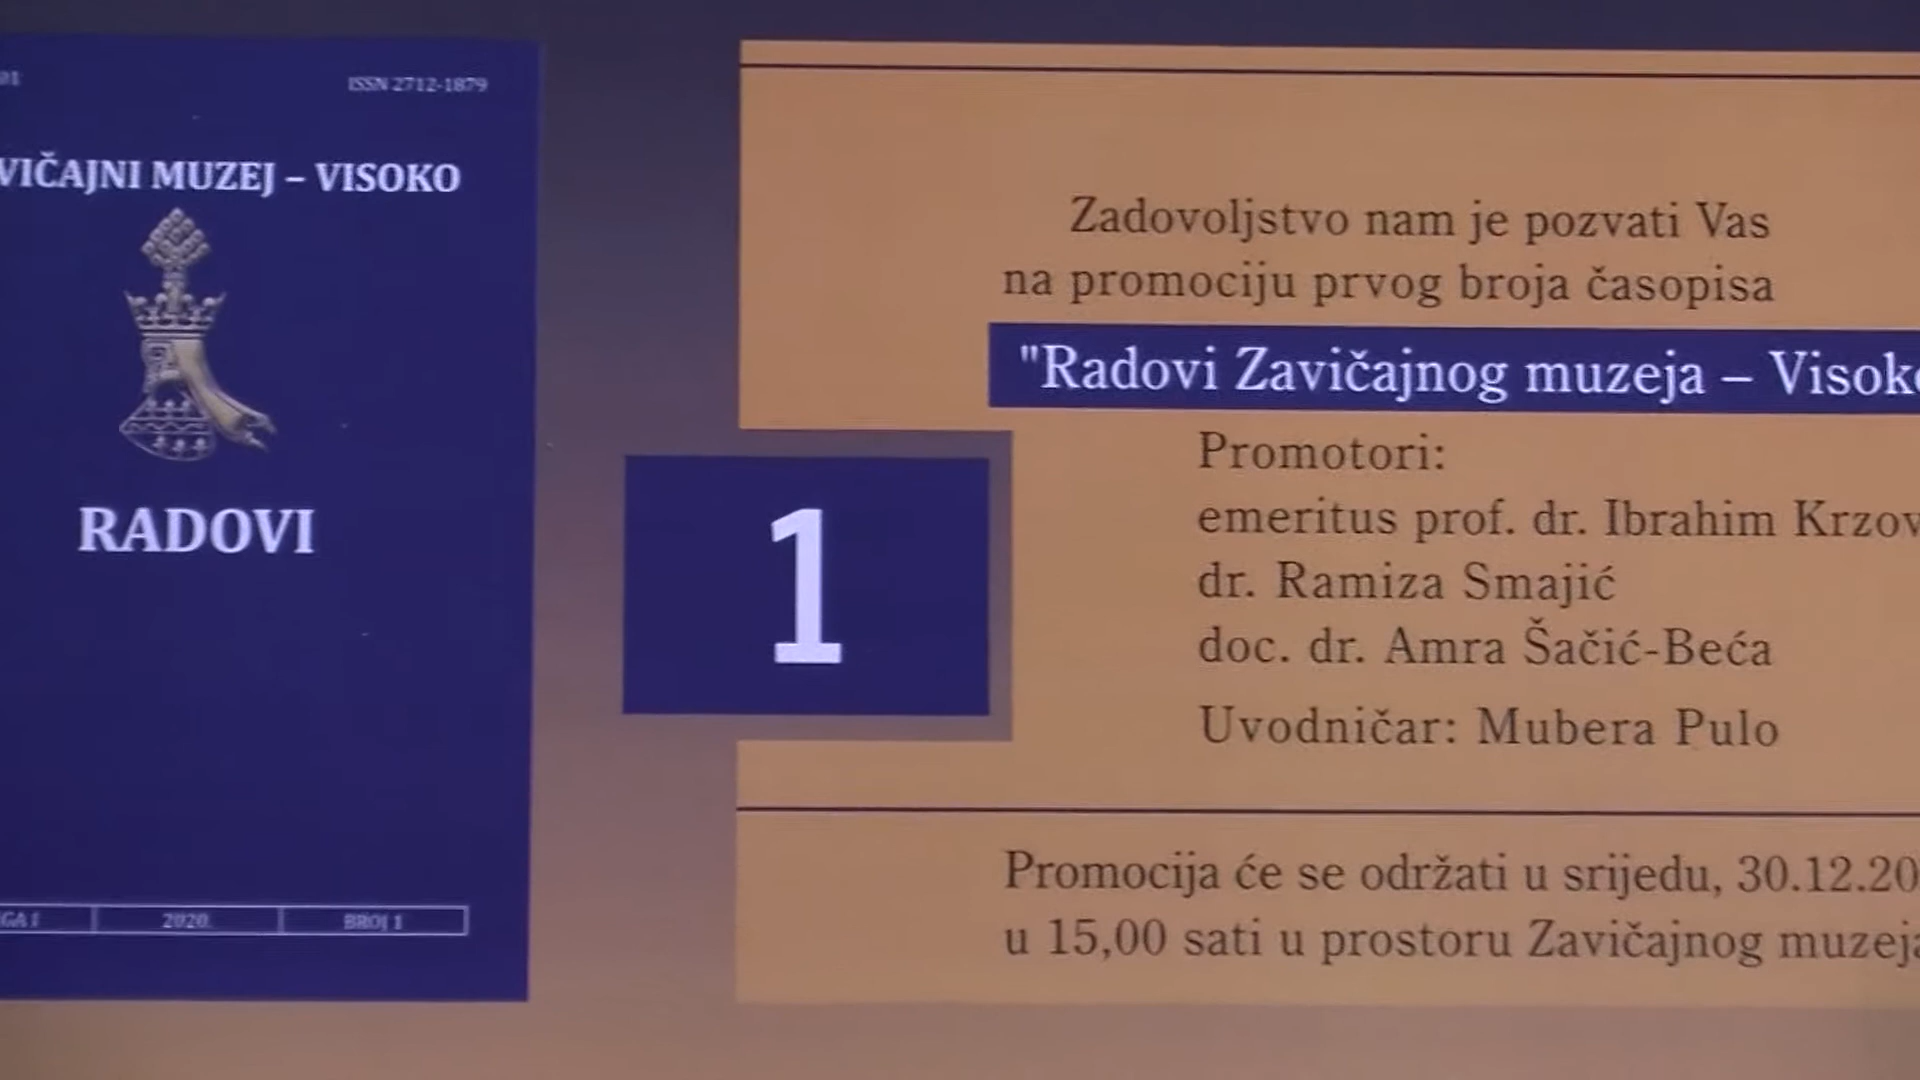 ISSN 2712-1879
VIČAJNI MUZEJ – VISOKO
RADOVI
2020.
BROJ 1
1
Zadovoljstvo nam je pozvati Vas
na promociju prvog broja časopisa
"Radovi Zavičajnog muzeja – Visoko
Promotori:
emeritus prof. dr. Ibrahim Krzov
dr. Ramiza Smajić
doc. dr. Amra Šačić-Beća
Uvodničar: Mubera Pulo
Promocija će se održati u srijedu, 30.12.20
u 15,00 sati u prostoru Zavičajnog muzeja